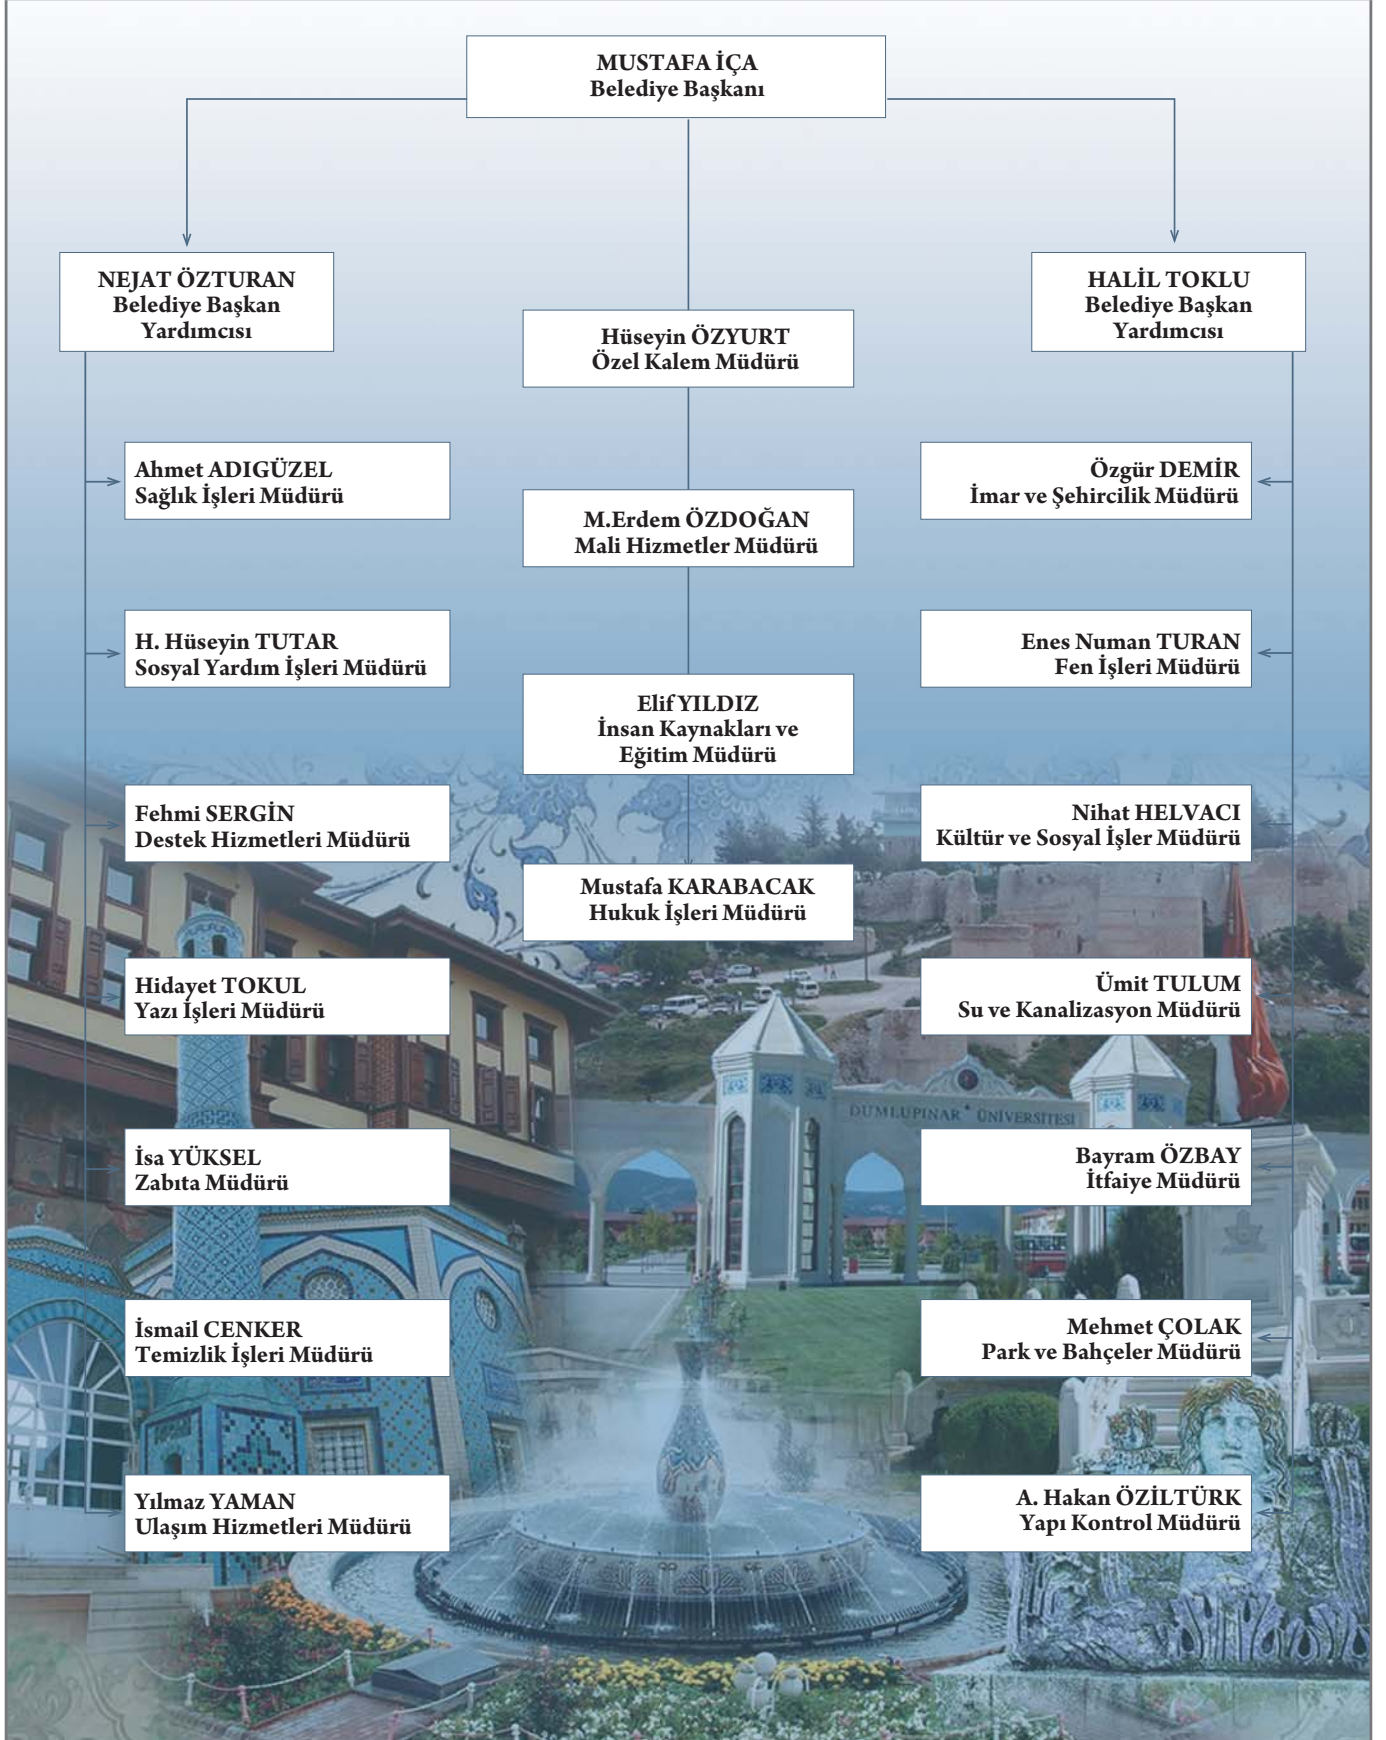 MUSTAFA İÇA
Belediye Başkanı
NEJAT ÖZTURAN
Belediye Başkan
Yardımcısı
HALİL TOKLU
Belediye Başkan
Yardımcısı
Hüseyin ÖZYURT
Özel Kalem Müdürü
M.Erdem ÖZDOĞAN
Mali Hizmetler Müdürü
Elif YILDIZ
İnsan Kaynakları ve
Eğitim Müdürü
Mustafa KARABACAK
Hukuk İşleri Müdürü
Ahmet ADIGÜZEL
Sağlık İşleri Müdürü
H. Hüseyin TUTAR
Sosyal Yardım İşleri Müdürü
Fehmi SERGİN
Destek Hizmetleri Müdürü
Hidayet TOKUL
Yazı İşleri Müdürü
İsa YÜKSEL
Zabıta Müdürü
İsmail CENKER
Temizlik İşleri Müdürü
Yılmaz YAMAN
Ulaşım Hizmetleri Müdürü
Özgür DEMİR
İmar ve Şehircilik Müdürü
Enes Numan TURAN
Fen İşleri Müdürü
Nihat HELVACI
Kültür ve Sosyal İşler Müdürü
Ümit TULUM
Su ve Kanalizasyon Müdürü
Bayram ÖZBAY
İtfaiye Müdürü
Mehmet ÇOLAK
Park ve Bahçeler Müdürü
A. Hakan ÖZİLTÜRK
Yapı Kontrol Müdürü
DUMLUPINAR ÜNİVERSİTESİ